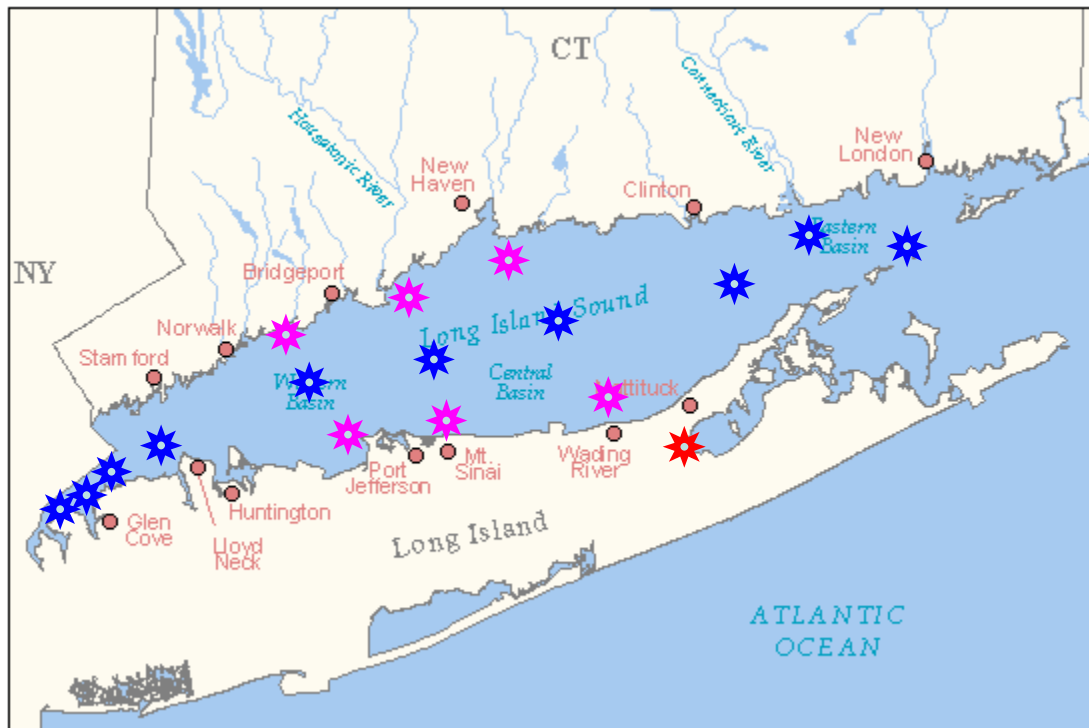 CT
Connecticut River
Housatonic River
New
London
New
Haven
Clinton
Eastern
Basin
NY
Bridgeport
Long Island Sound
Norwalk
Stamford
Western
Basin
Central
Basin
Mattituck
Port
Jefferson
Mt.
Sinai
Wading
River
Huntington
Glen
Cove
Lloyd
Neck
Long Island
ATLANTIC
OCEAN